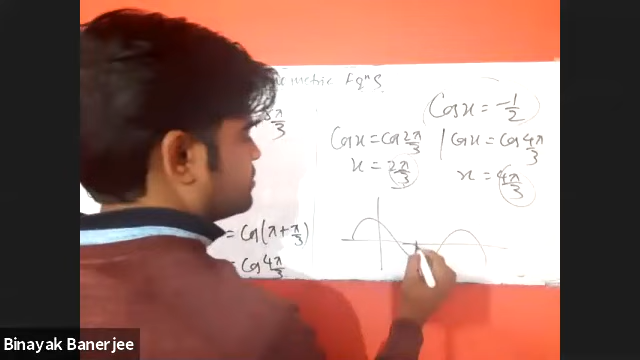 metric Eqⁿs
π/3
Cosx = -1/2
Cosx = Cos 2π/3 | Cosx = Cos 4π/3
x = 2π/3
x = 4π/3
= Cos(π + π/3)
= Cos 4π/3
Binayak Banerjee